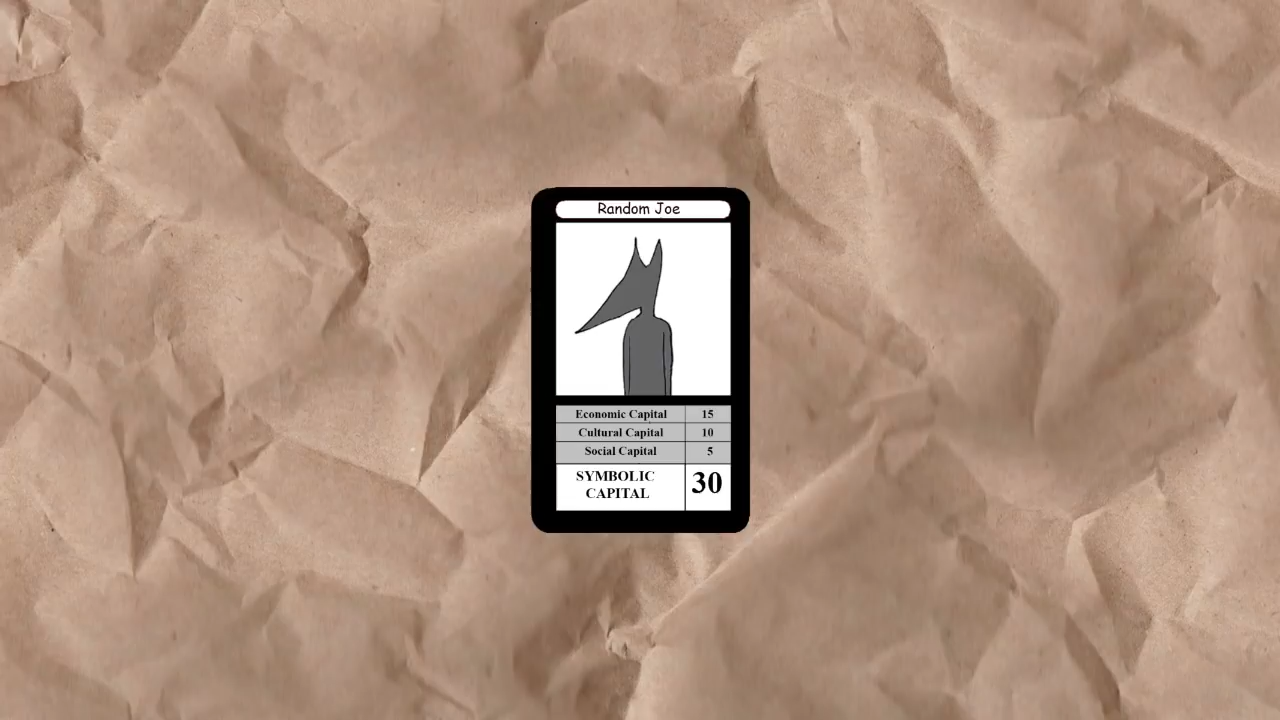 Random Joe
Economic Capital 15
Cultural Capital 10
Social Capital 5
SYMBOLIC
CAPITAL
30